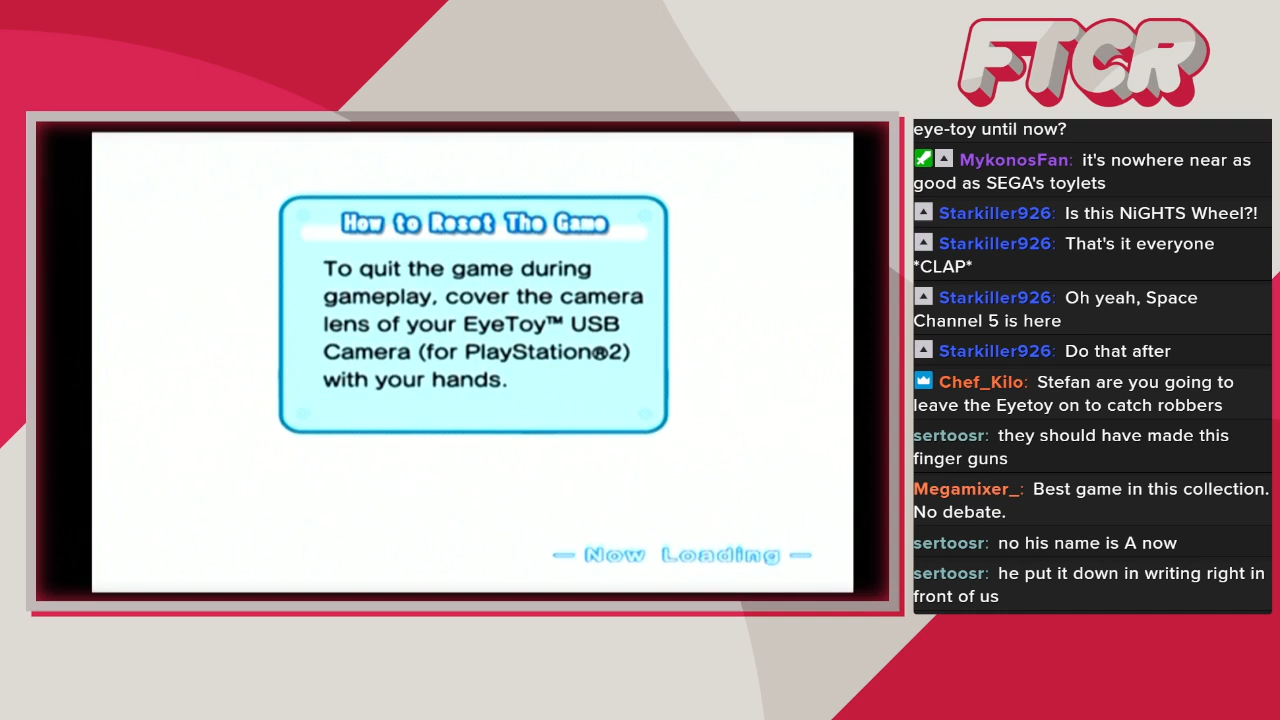 FTCR
How to Reset The Game
To quit the game during
gameplay, cover the camera
lens of your EyeToy™ USB
Camera (for PlayStation®2)
with your hands.
— Now Loading —
eye-toy until now?
MykonosFan: it's nowhere near as
good as SEGA's toylets
Starkiller926: Is this NiGHTS Wheel?!
Starkiller926: That's it everyone
*CLAP*
Starkiller926: Oh yeah, Space
Channel 5 is here
Starkiller926: Do that after
Chef_Kilo: Stefan are you going to
leave the Eyetoy on to catch robbers
sertoosr: they should have made this
finger guns
Megamixer_: Best game in this collection.
No debate.
sertoosr: no his name is A now
sertoosr: he put it down in writing right in
front of us